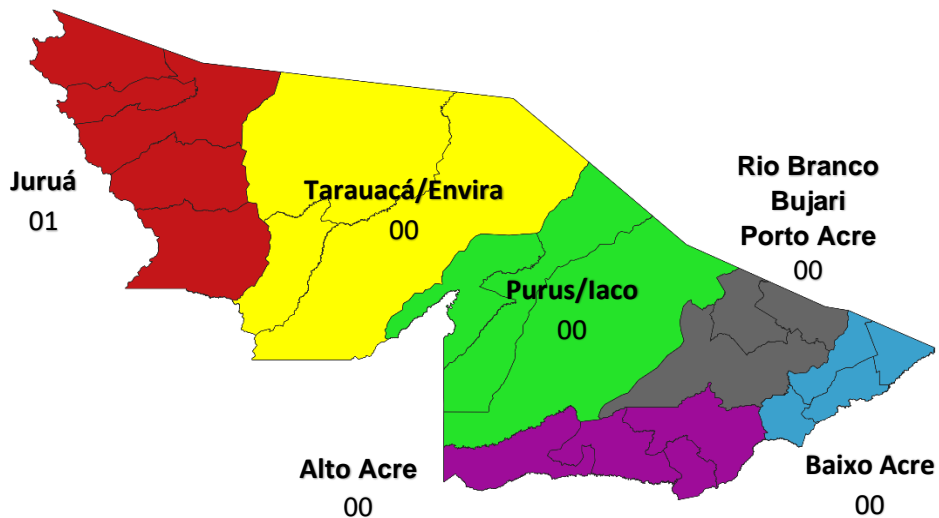 Juruá
01
Tarauacá/Envira
00
Rio Branco
Bujari
Porto Acre
00
Purus/Iaco
00
Alto Acre
00
Baixo Acre
00